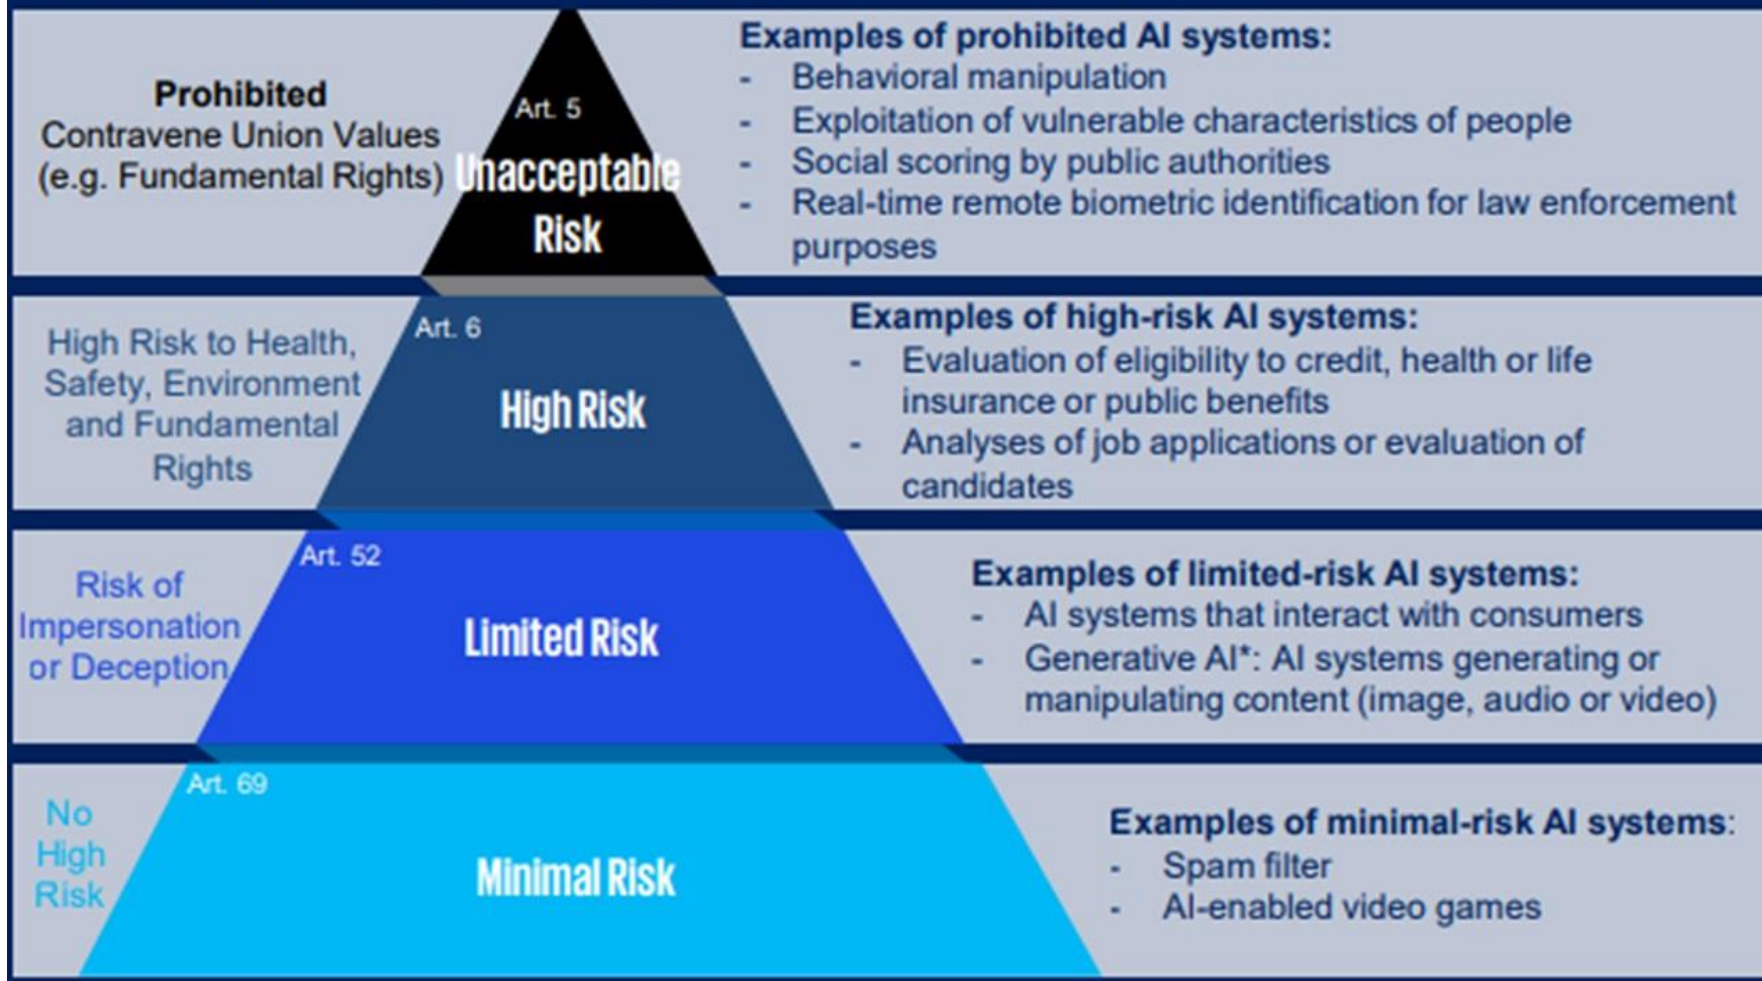 Prohibited
Contravene Union Values
(e.g. Fundamental Rights)
Art. 5
Unacceptable
Risk
Examples of prohibited AI systems:
- Behavioral manipulation
- Exploitation of vulnerable characteristics of people
- Social scoring by public authorities
- Real-time remote biometric identification for law enforcement
purposes
High Risk to Health,
Safety, Environment
and Fundamental
Rights
Art. 6
High Risk
Examples of high-risk AI systems:
- Evaluation of eligibility to credit, health or life
insurance or public benefits
- Analyses of job applications or evaluation of
candidates
Risk of
Impersonation
or Deception
Art. 52
Limited Risk
Examples of limited-risk AI systems:
- AI systems that interact with consumers
- Generative AI*: AI systems generating or
manipulating content (image, audio or video)
No
High
Risk
Art. 69
Minimal Risk
Examples of minimal-risk AI systems:
- Spam filter
- AI-enabled video games